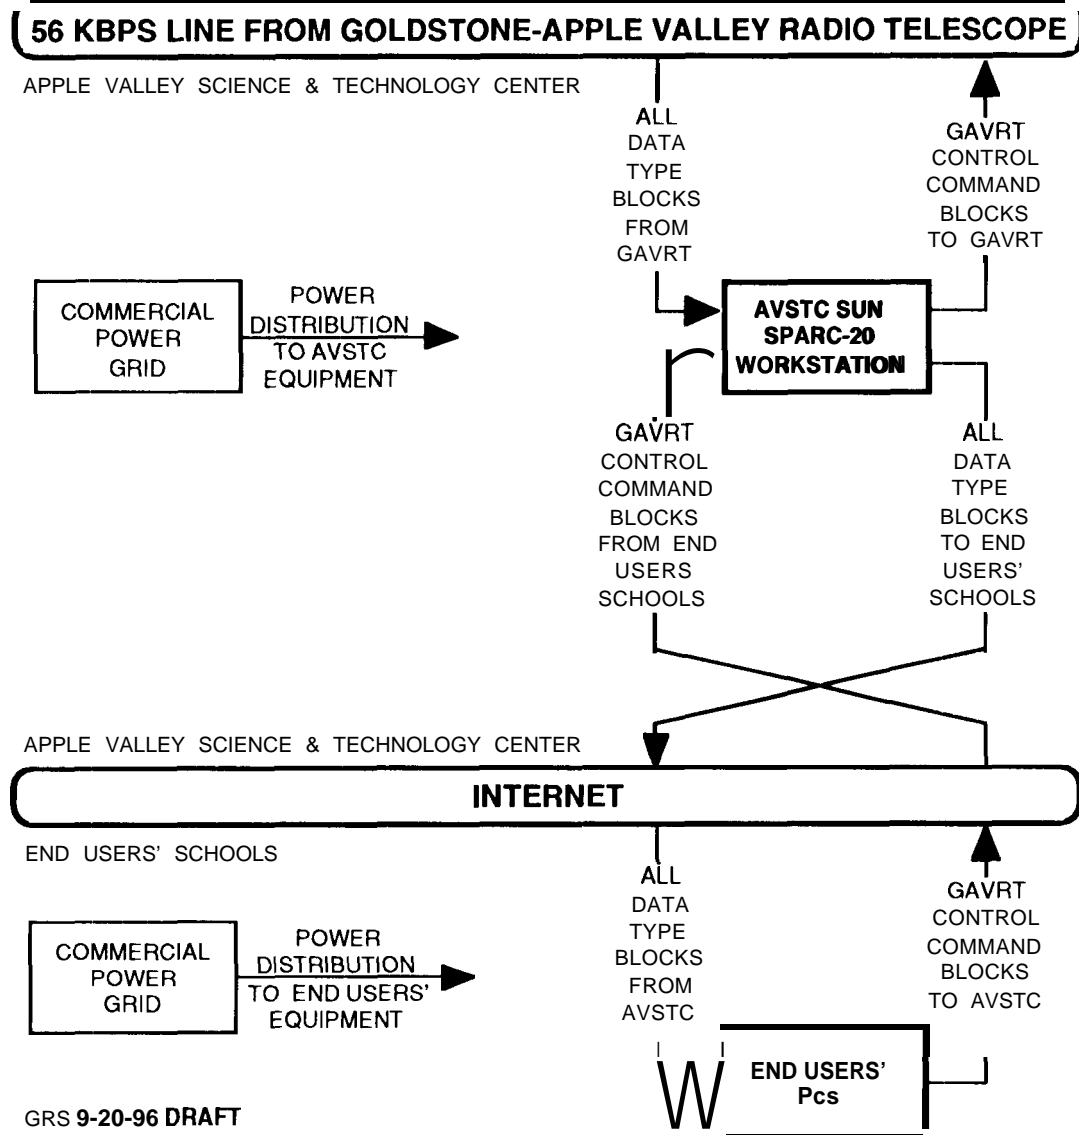 56 KBPS LINE FROM GOLDSTONE-APPLE VALLEY RADIO TELESCOPE
APPLE VALLEY SCIENCE & TECHNOLOGY CENTER
ALL
DATA
TYPE
BLOCKS
FROM
GAVRT
GAVRT
CONTROL
COMMAND
BLOCKS
TO GAVRT
COMMERCIAL
POWER
GRID
POWER
DISTRIBUTION
TO AVSTC
EQUIPMENT
AVSTC SUN
SPARC-20
WORKSTATION
GAVRT
CONTROL
COMMAND
BLOCKS
FROM END
USERS
SCHOOLS
ALL
DATA
TYPE
BLOCKS
TO END
USERS'
SCHOOLS
APPLE VALLEY SCIENCE & TECHNOLOGY CENTER
INTERNET
END USERS' SCHOOLS
ALL
DATA
TYPE
BLOCKS
FROM
AVSTC
GAVRT
CONTROL
COMMAND
BLOCKS
TO AVSTC
COMMERCIAL
POWER
GRID
POWER
DISTRIBUTION
TO END USERS'
EQUIPMENT
W
END USERS'
Pcs
GRS 9-20-96 DRAFT